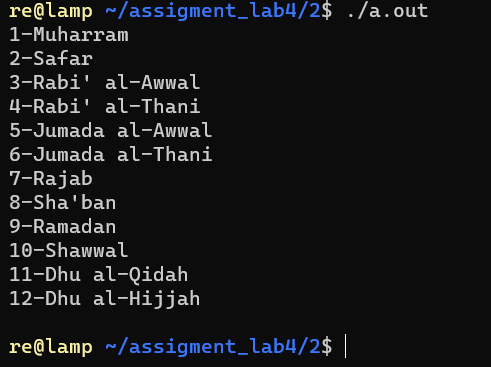 re@lamp ~/assigment_lab4/2$ ./a.out
1-Muharram
2-Safar
3-Rabi' al-Awwal
4-Rabi' al-Thani
5-Jumada al-Awwal
6-Jumada al-Thani
7-Rajab
8-Sha'ban
9-Ramadan
10-Shawwal
11-Dhu al-Qidah
12-Dhu al-Hijjah
re@lamp ~/assigment_lab4/2$